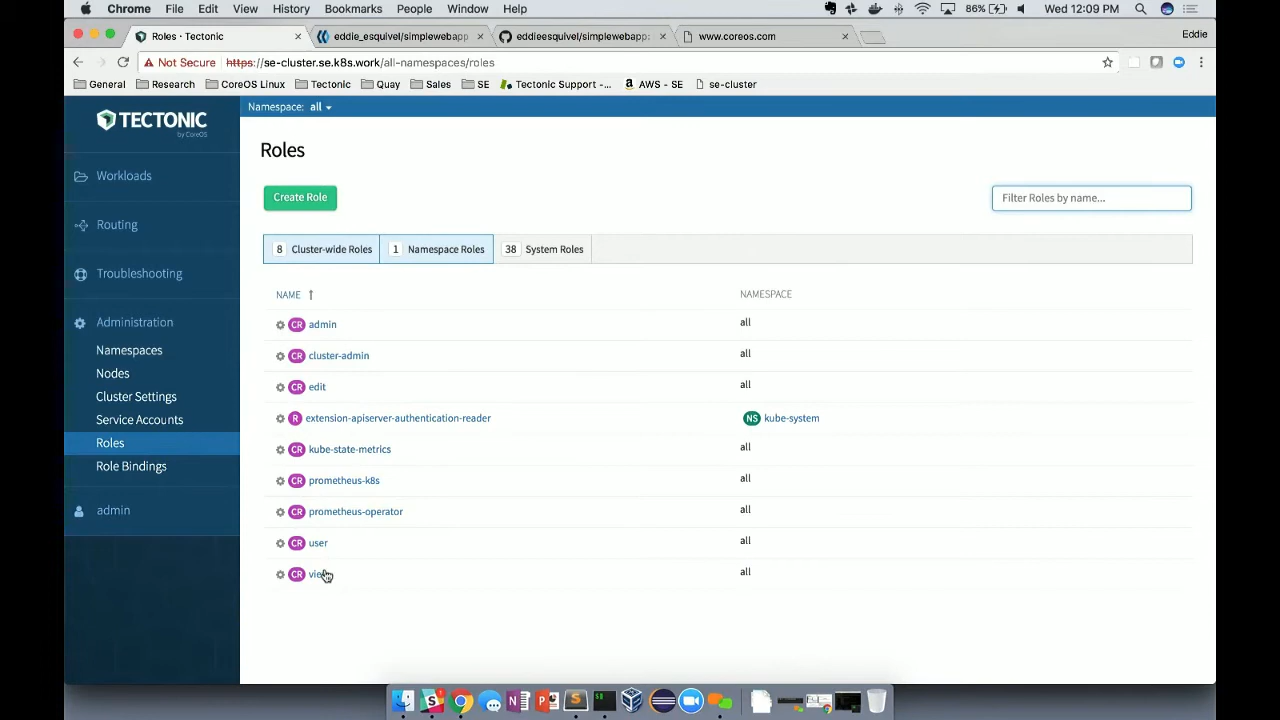 Chrome File Edit View History Bookmarks People Window Help 86% Wed 12:09 PM
Roles · Tectonic eddie_esquivel/simplewebapp eddieesquivel/simplewebapp: www.coreos.com Eddie
Not Secure https://se-cluster.se.k8s.work/all-namespaces/roles
General Research CoreOS Linux Tectonic Quay Sales SE Tectonic Support -... AWS - SE se-cluster
Namespace: all
TECTONIC
by CoreOS
Roles
Workloads
Create Role
Filter Roles by name...
Routing
8 Cluster-wide Roles 1 Namespace Roles 38 System Roles
Troubleshooting
NAME NAMESPACE
Administration
CR admin all
Namespaces
CR cluster-admin all
Nodes
CR edit all
Cluster Settings
R extension-apiserver-authentication-reader NS kube-system
Service Accounts
Roles
CR kube-state-metrics all
Role Bindings
CR prometheus-k8s all
admin
CR prometheus-operator all
CR user all
CR all